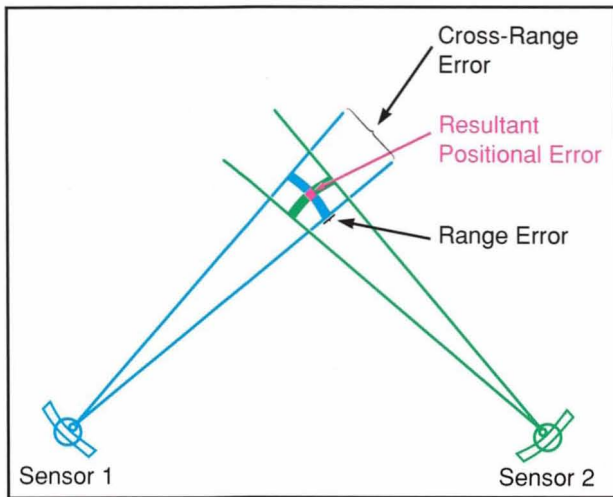 Cross-Range
Error
Resultant
Positional Error
Range Error
Sensor 1
Sensor 2